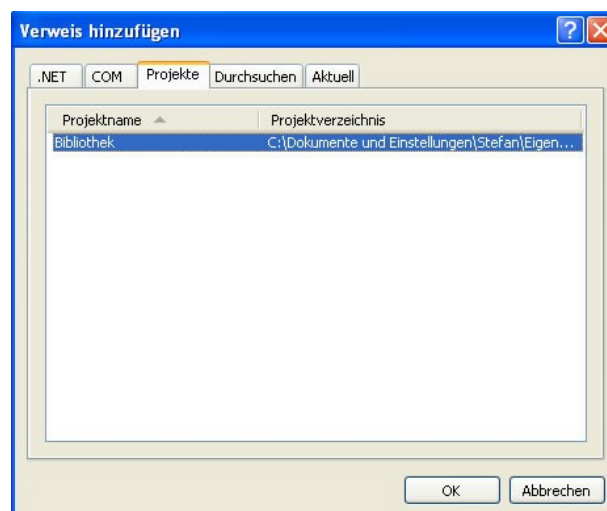 Verweis hinzufügen
.NET COM Projekte Durchsuchen Aktuell
Projektname Projektverzeichnis
Bibliothek C:\Dokumente und Einstellungen\Stefan\Eigen...
OK Abbrechen